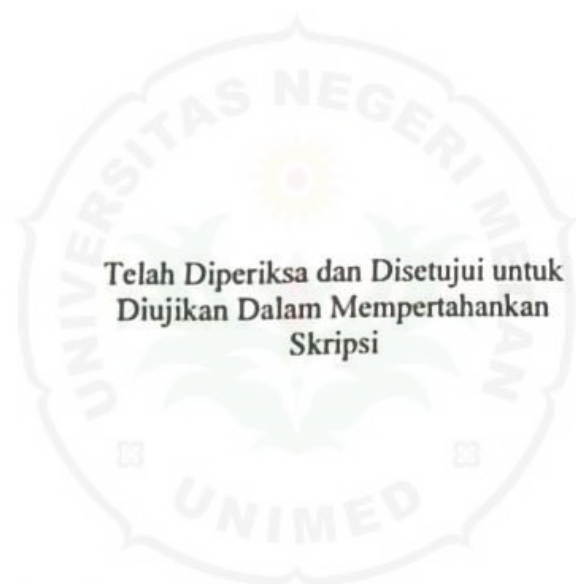 UNIVERSITAS NEGERI MEDAN
Telah Diperiksa dan Disetujui untuk
Diujikan Dalam Mempertahankan
Skripsi
UNIMED